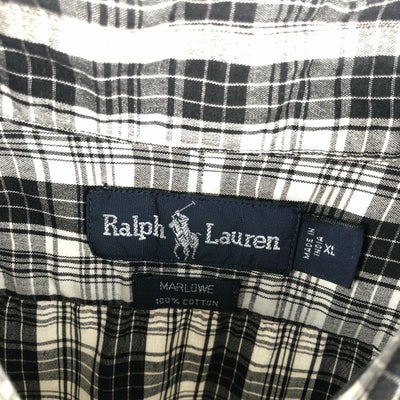 Ralph Lauren
MADE IN
INDIA
XL
MARLOWE
100% COTTON